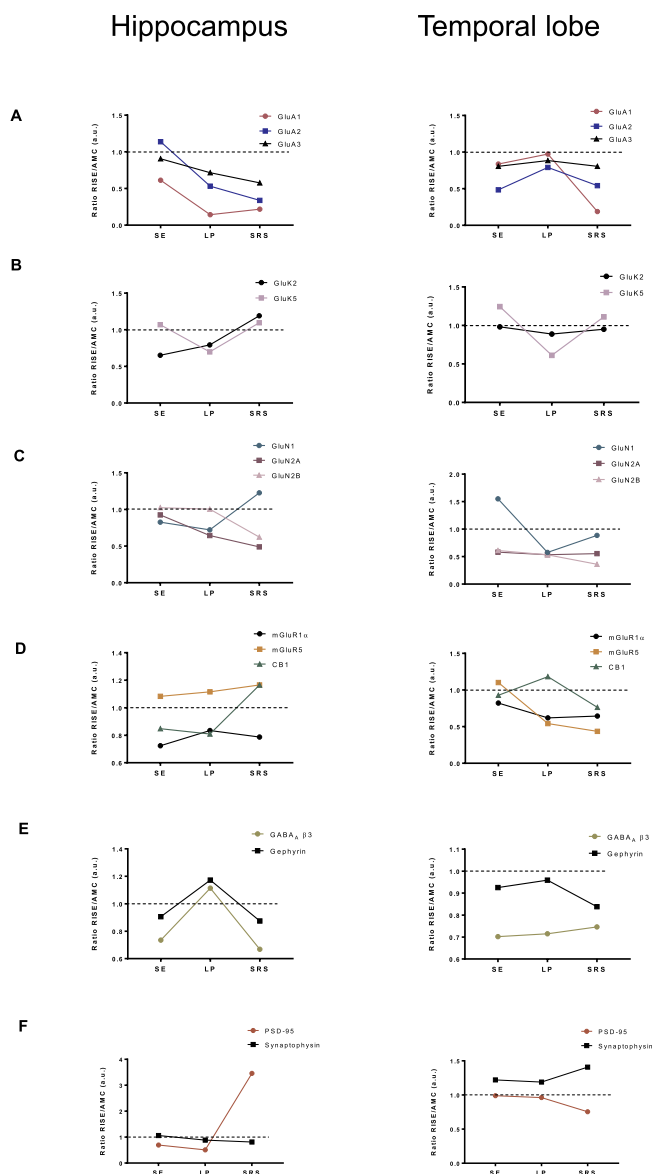 Hippocampus
Temporal lobe
A
Ratio RISE/AMC (a.u.)
1.5
1.0
0.5
0.0
SE
LP
SRS
GluA1
GluA2
GluA3
Ratio RISE/AMC (a.u.)
1.5
1.0
0.5
0.0
SE
LP
SRS
GluA1
GluA2
GluA3
B
Ratio RISE/AMC (a.u.)
1.5
1.0
0.5
0.0
SE
LP
SRS
GluK2
GluK5
Ratio RISE/AMC (a.u.)
1.5
1.0
0.5
0.0
SE
LP
SRS
GluK2
GluK5
C
Ratio RISE/AMC (a.u.)
1.5
1.0
0.5
0.0
SE
LP
SRS
GluN1
GluN2A
GluN2B
Ratio RISE/AMC (a.u.)
2.0
1.5
1.0
0.5
0.0
SE
LP
SRS
GluN1
GluN2A
GluN2B
D
Ratio RISE/AMC (a.u.)
1.4
1.2
1.0
0.8
0.6
SE
LP
SRS
mGluR1α
mGluR5
CB1
Ratio RISE/AMC (a.u.)
1.5
1.0
0.5
0.0
SE
LP
SRS
mGluR1α
mGluR5
CB1
E
Ratio RISE/AMC (a.u.)
1.4
1.2
1.0
0.8
0.6
SE
LP
SRS
GABAA β3
Gephyrin
Ratio RISE/AMC (a.u.)
1.0
0.9
0.8
0.7
0.6
SE
LP
SRS
GABAA β3
Gephyrin
F
Ratio RISE/AMC (a.u.)
4
3
2
1
0
SE
LP
SRS
PSD-95
Synaptophysin
Ratio RISE/AMC (a.u.)
1.5
1.0
0.5
0.0
SE
LP
SRS
PSD-95
Synaptophysin